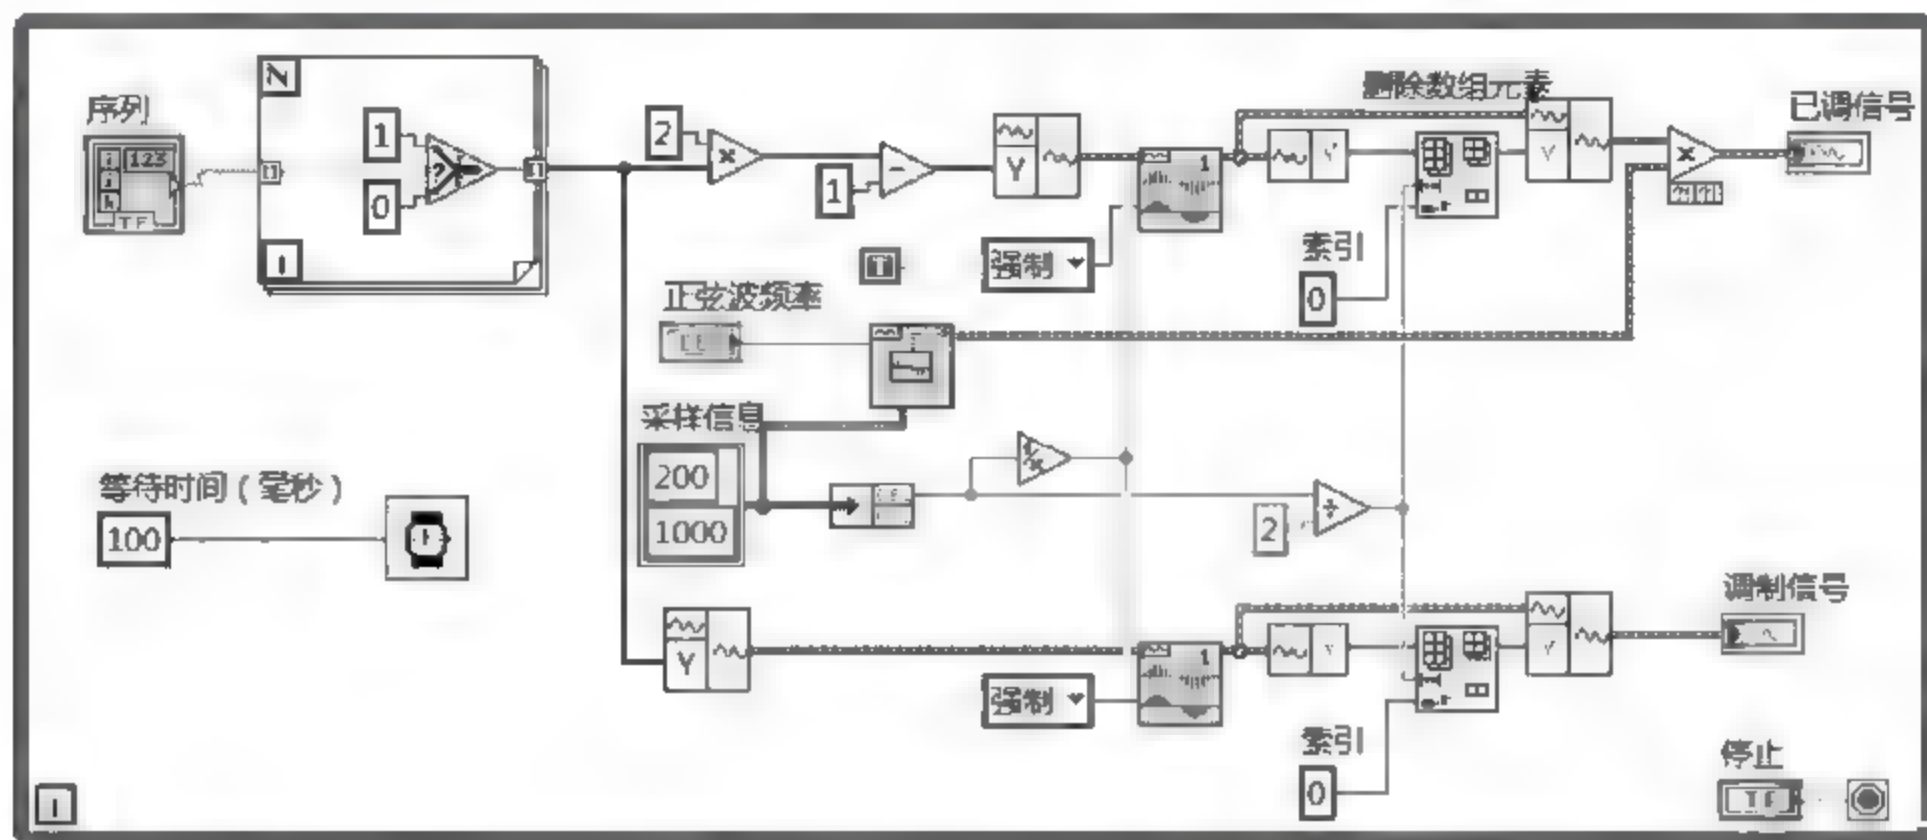 序列
N
1
0
I
123
TF
2
1
T
强制
删除数组元素
已调信号
索引
0
正弦波频率
采样信息
200
1000
等待时间(毫秒)
100
2
强制
索引
0
调制信号
停止
TF
I